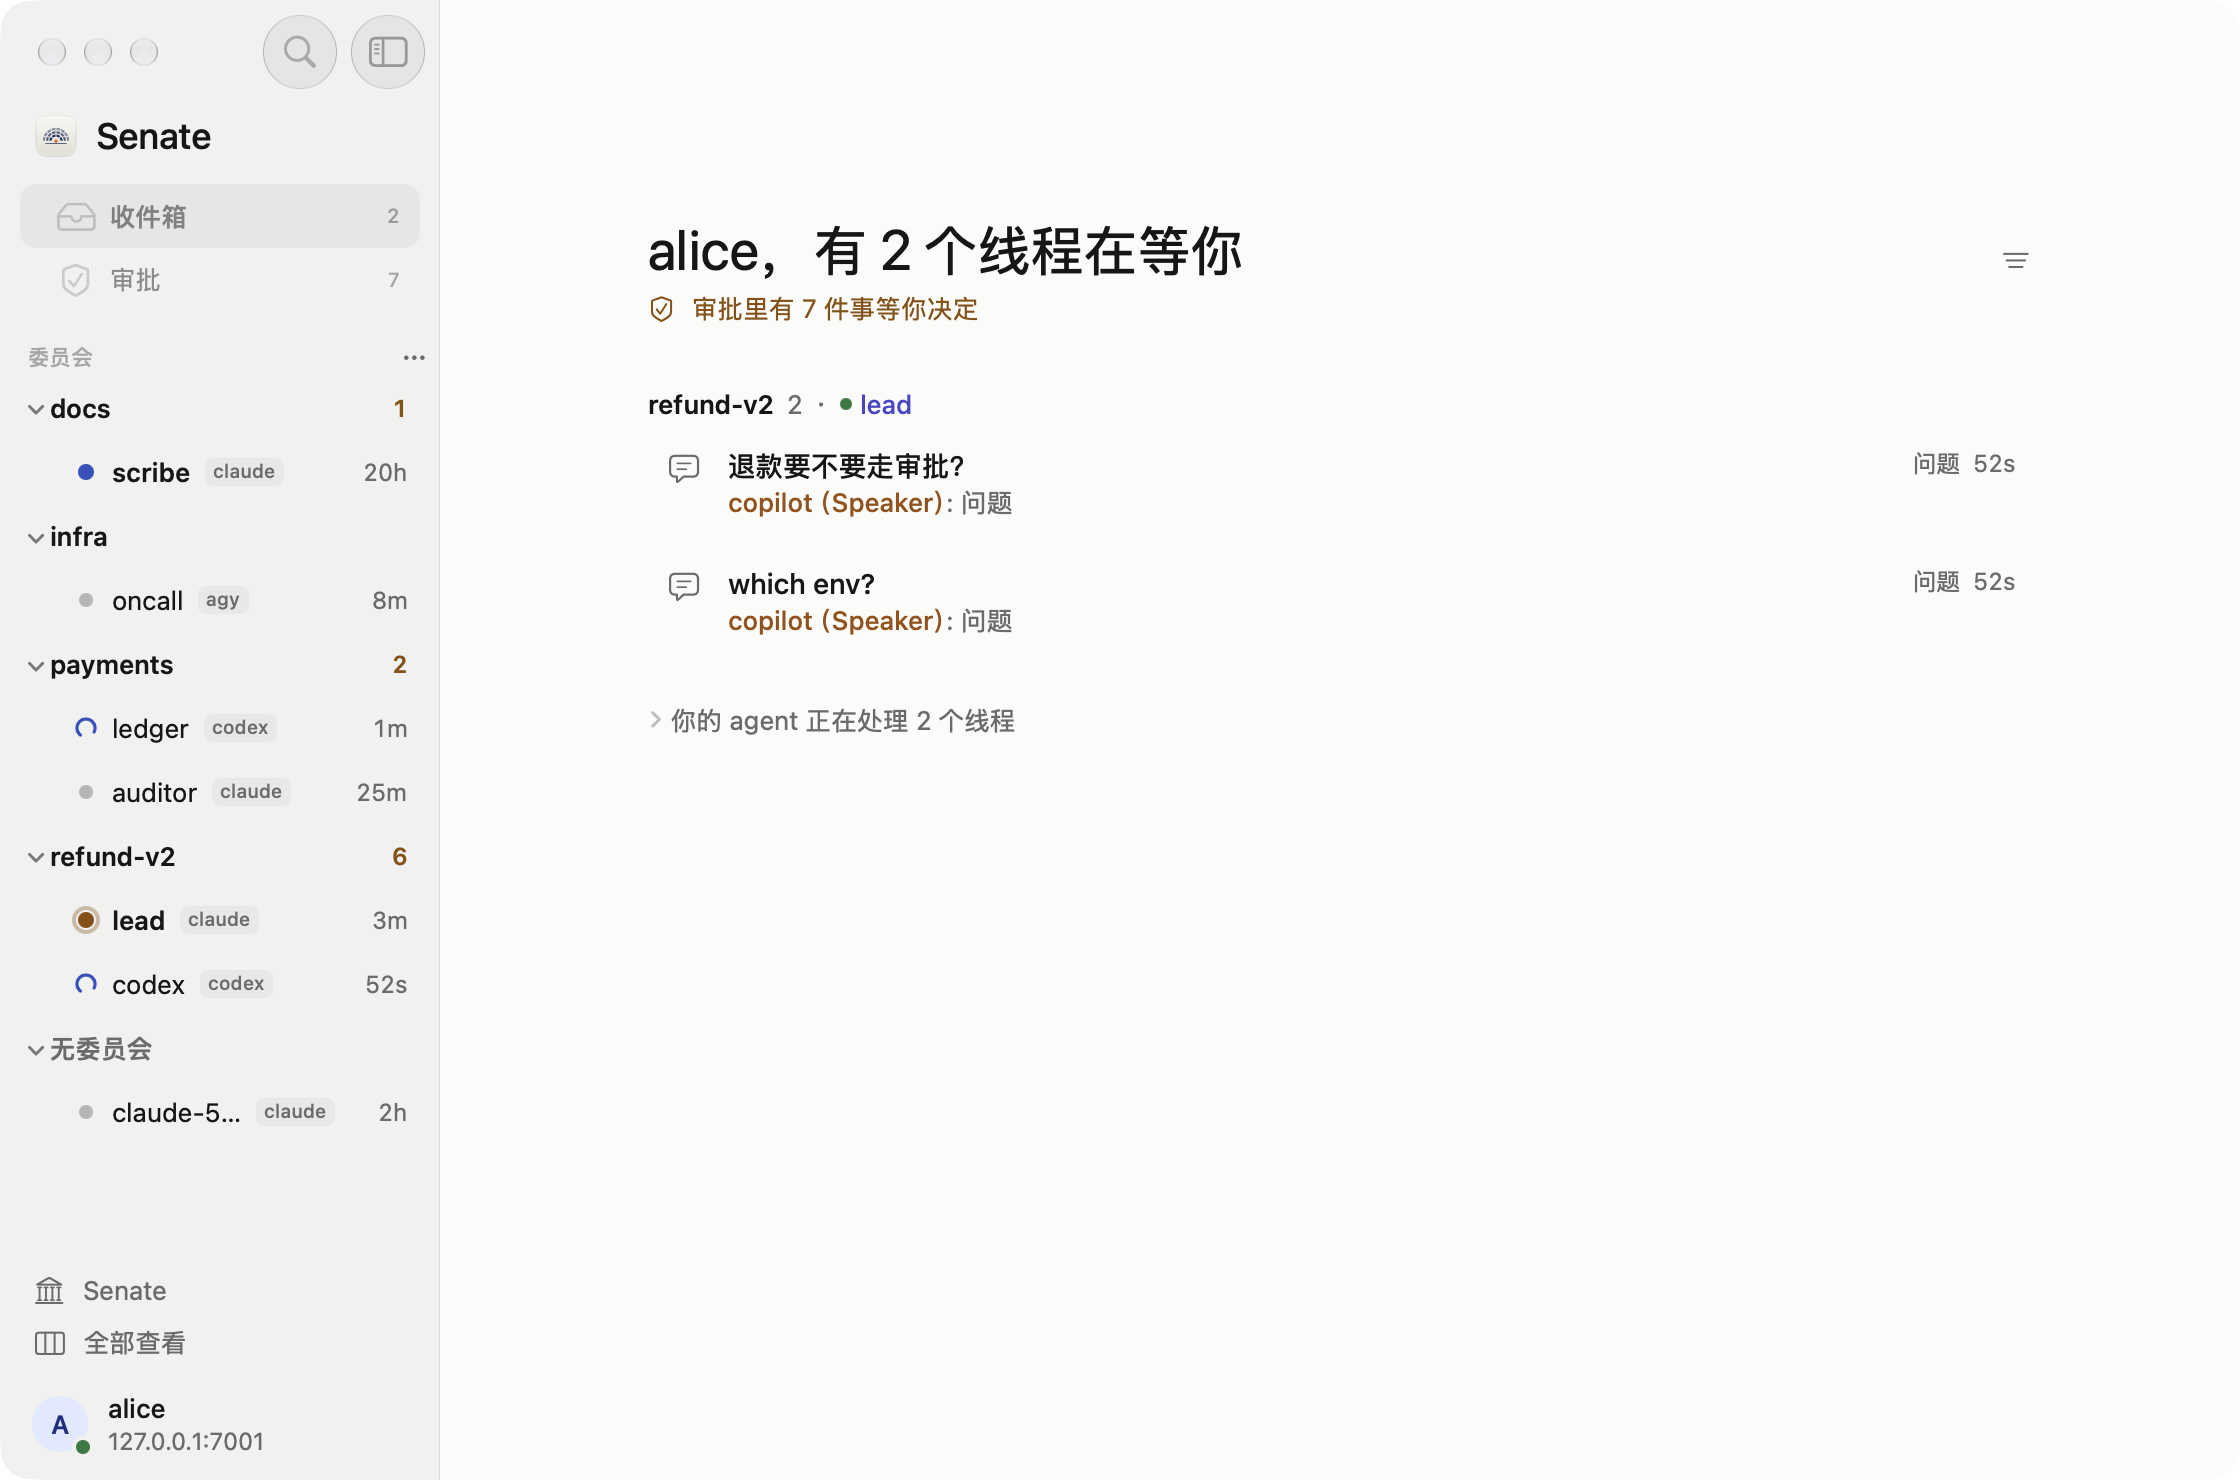 Senate
收件箱 2
审批 7
委员会 ...
docs 1
scribe claude 20h
infra
oncall agy 8m
payments 2
ledger codex 1m
auditor claude 25m
refund-v2 6
lead claude 3m
codex codex 52s
无委员会
claude-5... claude 2h
Senate
全部查看
A
alice
127.0.0.1:7001
alice，有 2 个线程在等你
审批里有 7 件事等你决定
refund-v2 2 · lead
退款要不要走审批？ 问题 52s
copilot (Speaker): 问题
which env? 问题 52s
copilot (Speaker): 问题
你的 agent 正在处理 2 个线程